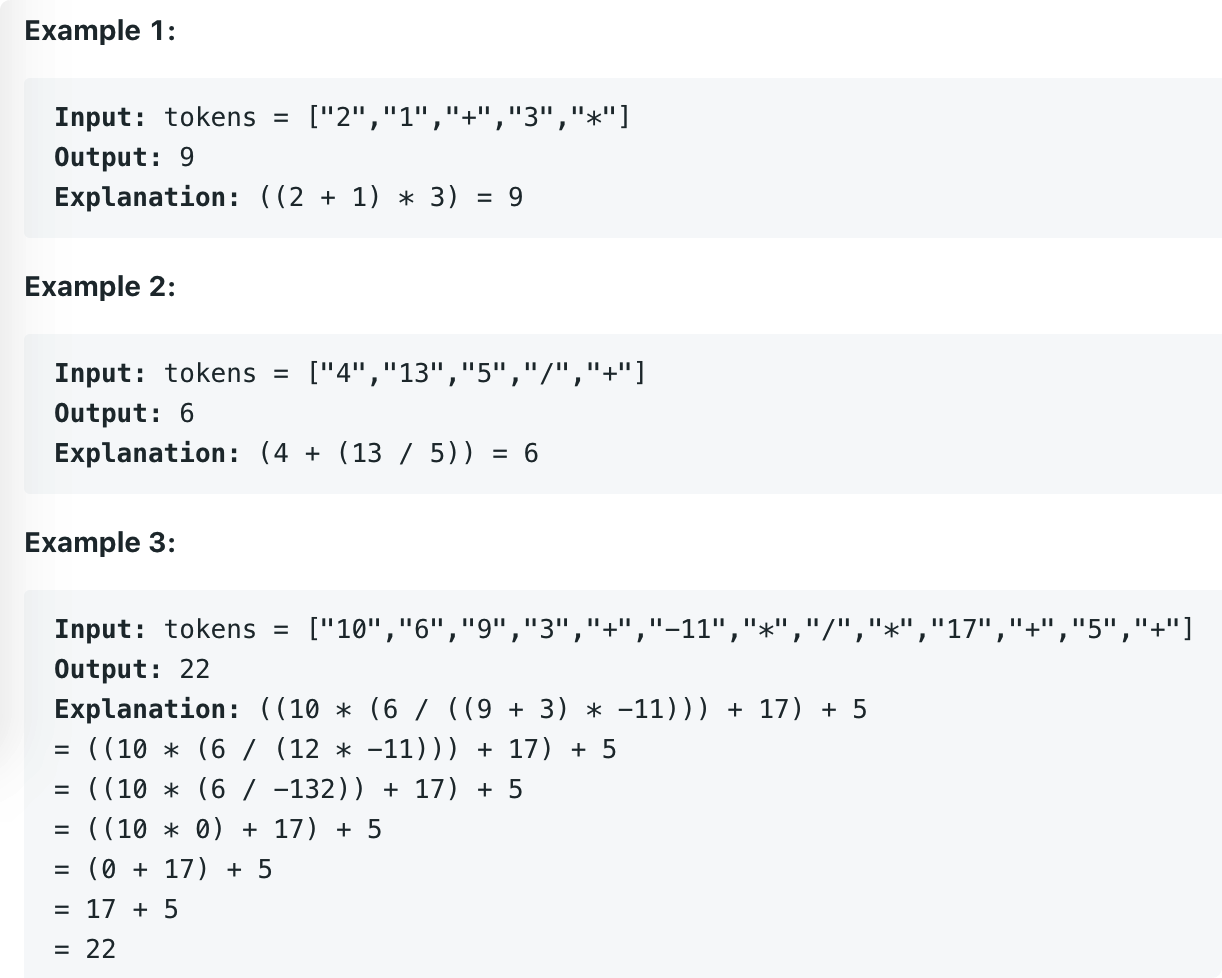 Example 1:
Input: tokens = ["2","1","+","3","*"]
Output: 9
Explanation: ((2 + 1) * 3) = 9
Example 2:
Input: tokens = ["4","13","5","/","+"]
Output: 6
Explanation: (4 + (13 / 5)) = 6
Example 3:
Input: tokens = ["10","6","9","3","+","-11","*","/","*","17","+","5","+"]
Output: 22
Explanation: ((10 * (6 / ((9 + 3) * -11))) + 17) + 5
= ((10 * (6 / (12 * -11))) + 17) + 5
= ((10 * (6 / -132)) + 17) + 5
= ((10 * 0) + 17) + 5
= (0 + 17) + 5
= 17 + 5
= 22